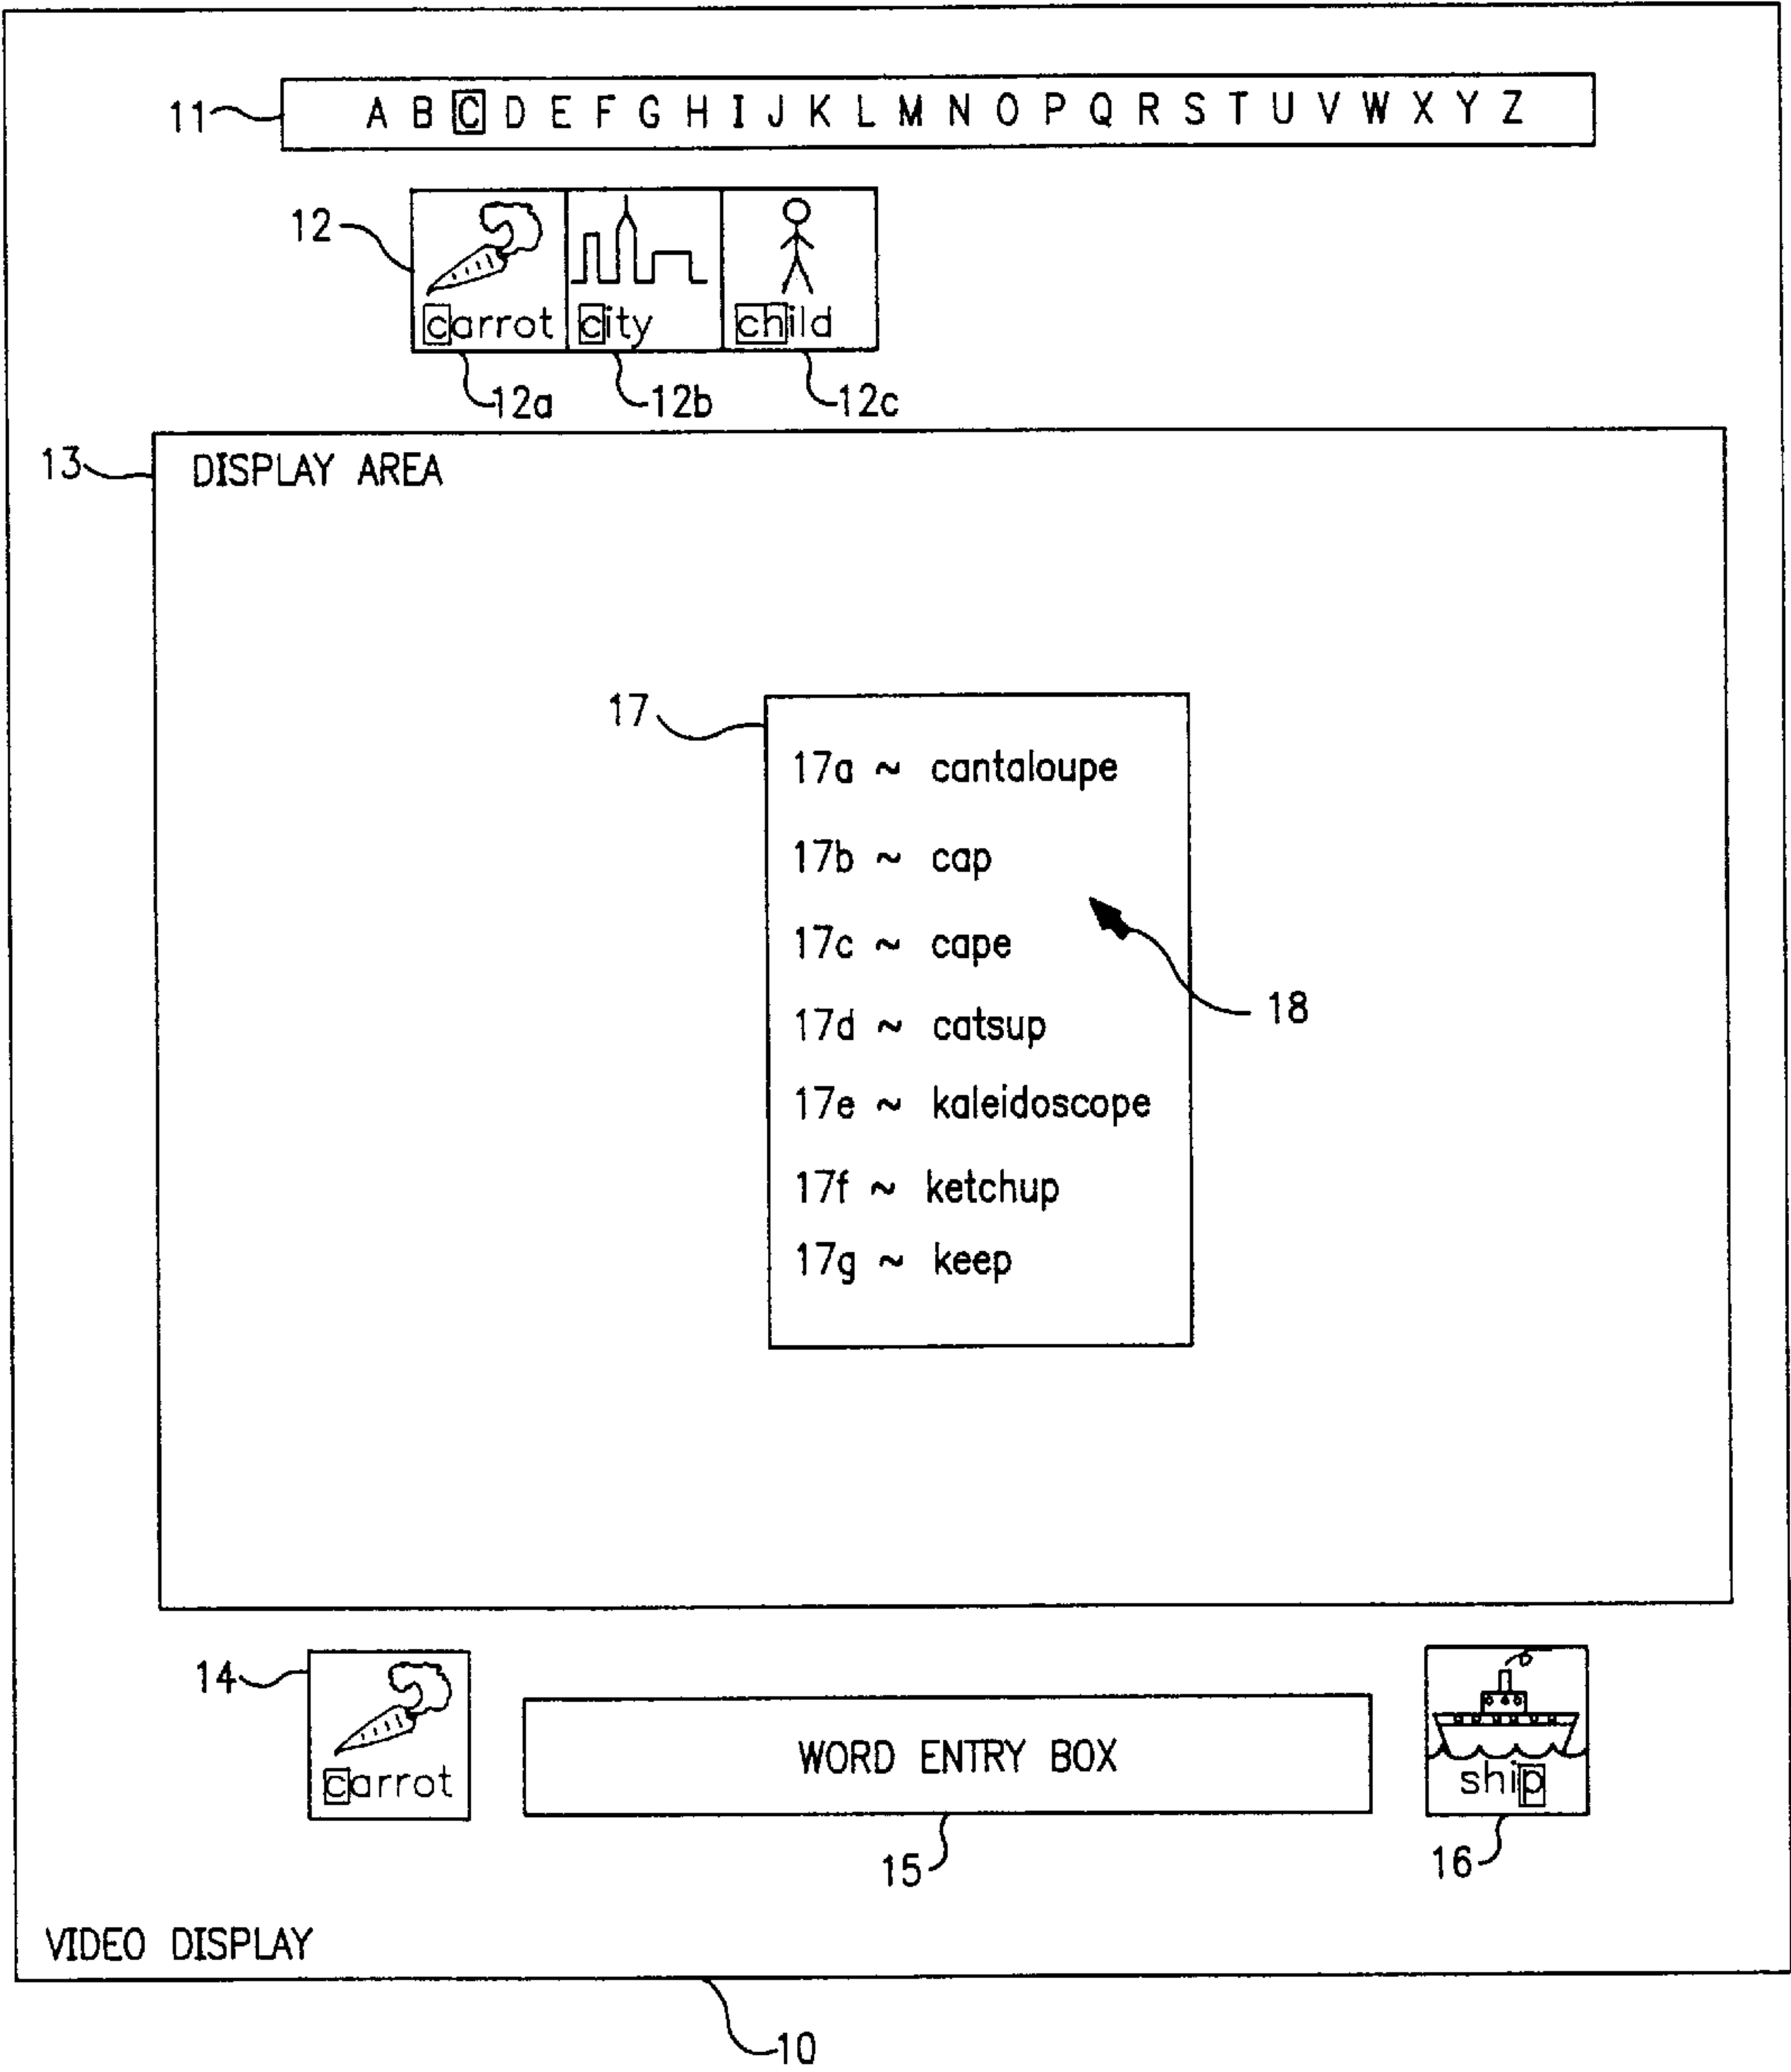 11 A B C D E F G H I J K L M N O P Q R S T U V W X Y Z
12
carrot city child
12a 12b 12c
13 DISPLAY AREA
17
17a ~ cantaloupe
17b ~ cap
17c ~ cape
18
17d ~ catsup
17e ~ kaleidoscope
17f ~ ketchup
17g ~ keep
14
WORD ENTRY BOX
carrot ship
15 16
VIDEO DISPLAY
10